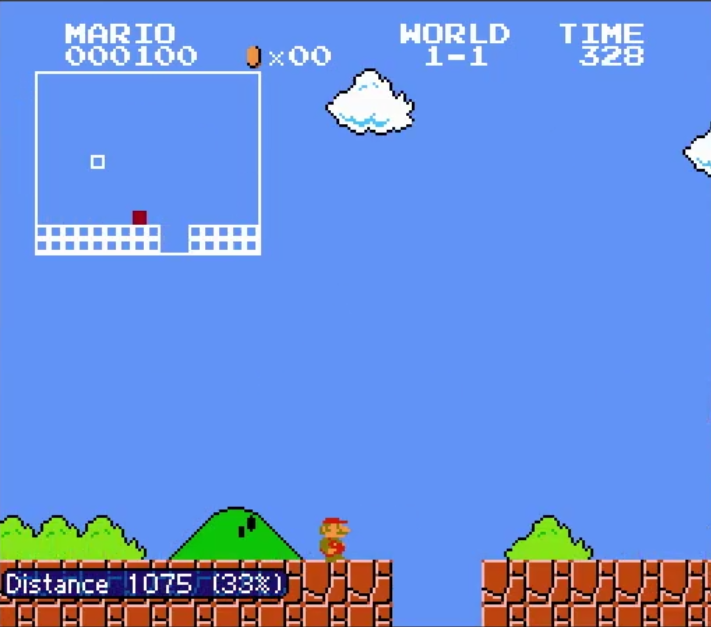 MARIO WORLD TIME
000100 ×00 1-1 328
Distance 1075 (33%)